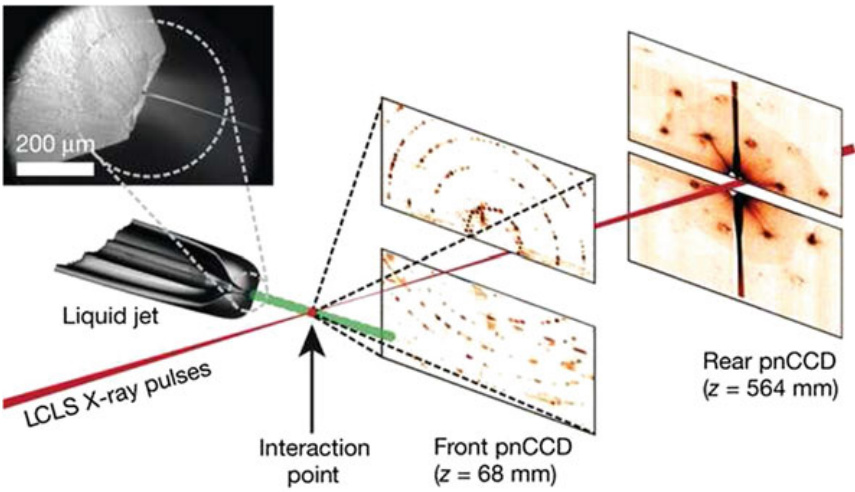 200 μm
Liquid jet
LCLS X-ray pulses
Interaction
point
Front pnCCD
(z = 68 mm)
Rear pnCCD
(z = 564 mm)